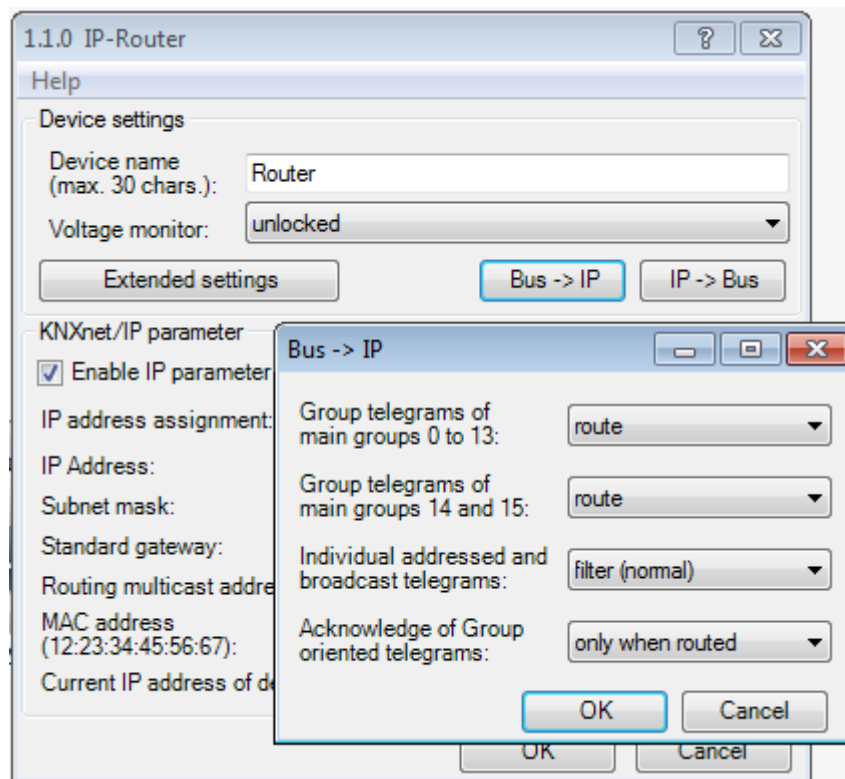 1.1.0 IP-Router
Help
Device settings
Device name
(max. 30 chars.):
Router
Voltage monitor:
unlocked
Extended settings
Bus -> IP
IP -> Bus
KNXnet/IP parameter
Enable IP parameter
IP address assignment:
IP Address:
Subnet mask:
Standard gateway:
Routing multicast addre
MAC address
(12:23:34:45:56:67):
Current IP address of de
OK
Cancel
Bus -> IP
Group telegrams of
main groups 0 to 13:
route
Group telegrams of
main groups 14 and 15:
route
Individual addressed and
broadcast telegrams:
filter (normal)
Acknowledge of Group
oriented telegrams:
only when routed
OK
Cancel